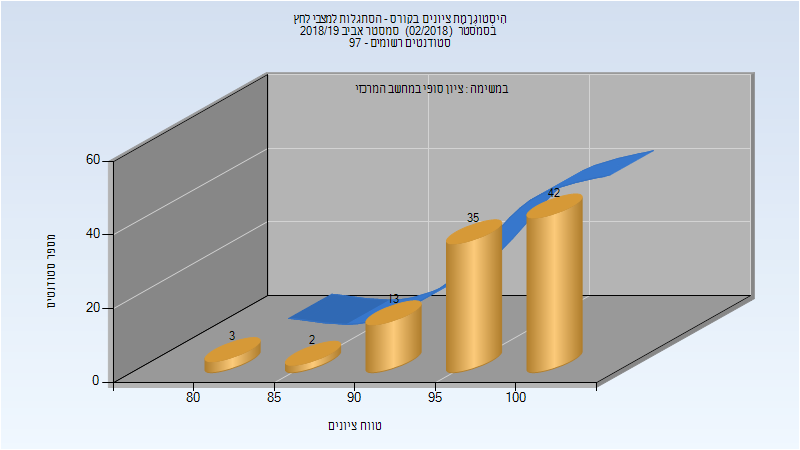 היסטוגרמת ציונים בקורס - הסתגלות למצבי לחץ
בסמסטר (02/2018) סמסטר אביב 2018/19
סטודנטים רשומים - 97
במשימה : ציון סופי במחשב המרכזי
60
40
20
0
מספר סטודנטים
3
2
13
35
42
80
85
90
95
100
טווח ציונים